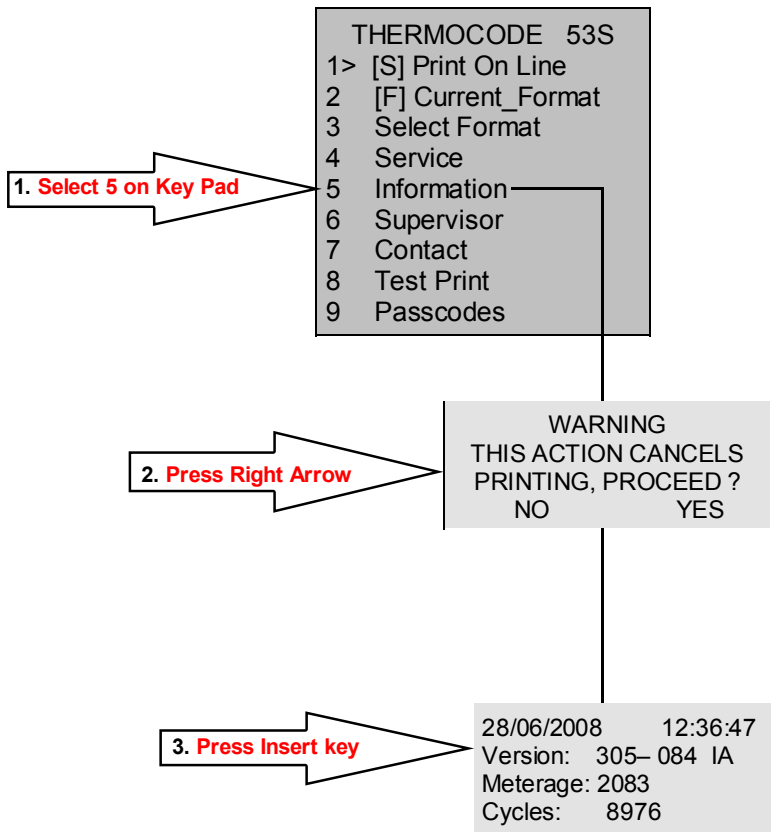 THERMOCODE 53S
1> [S] Print On Line
2 [F] Current_Format
3 Select Format
4 Service
1. Select 5 on Key Pad
5 Information
6 Supervisor
7 Contact
8 Test Print
9 Passcodes
WARNING
THIS ACTION CANCELS
2. Press Right Arrow
PRINTING, PROCEED ?
NO YES
28/06/2008 12:36:47
3. Press Insert key
Version: 305– 084 IA
Meterage: 2083
Cycles: 8976